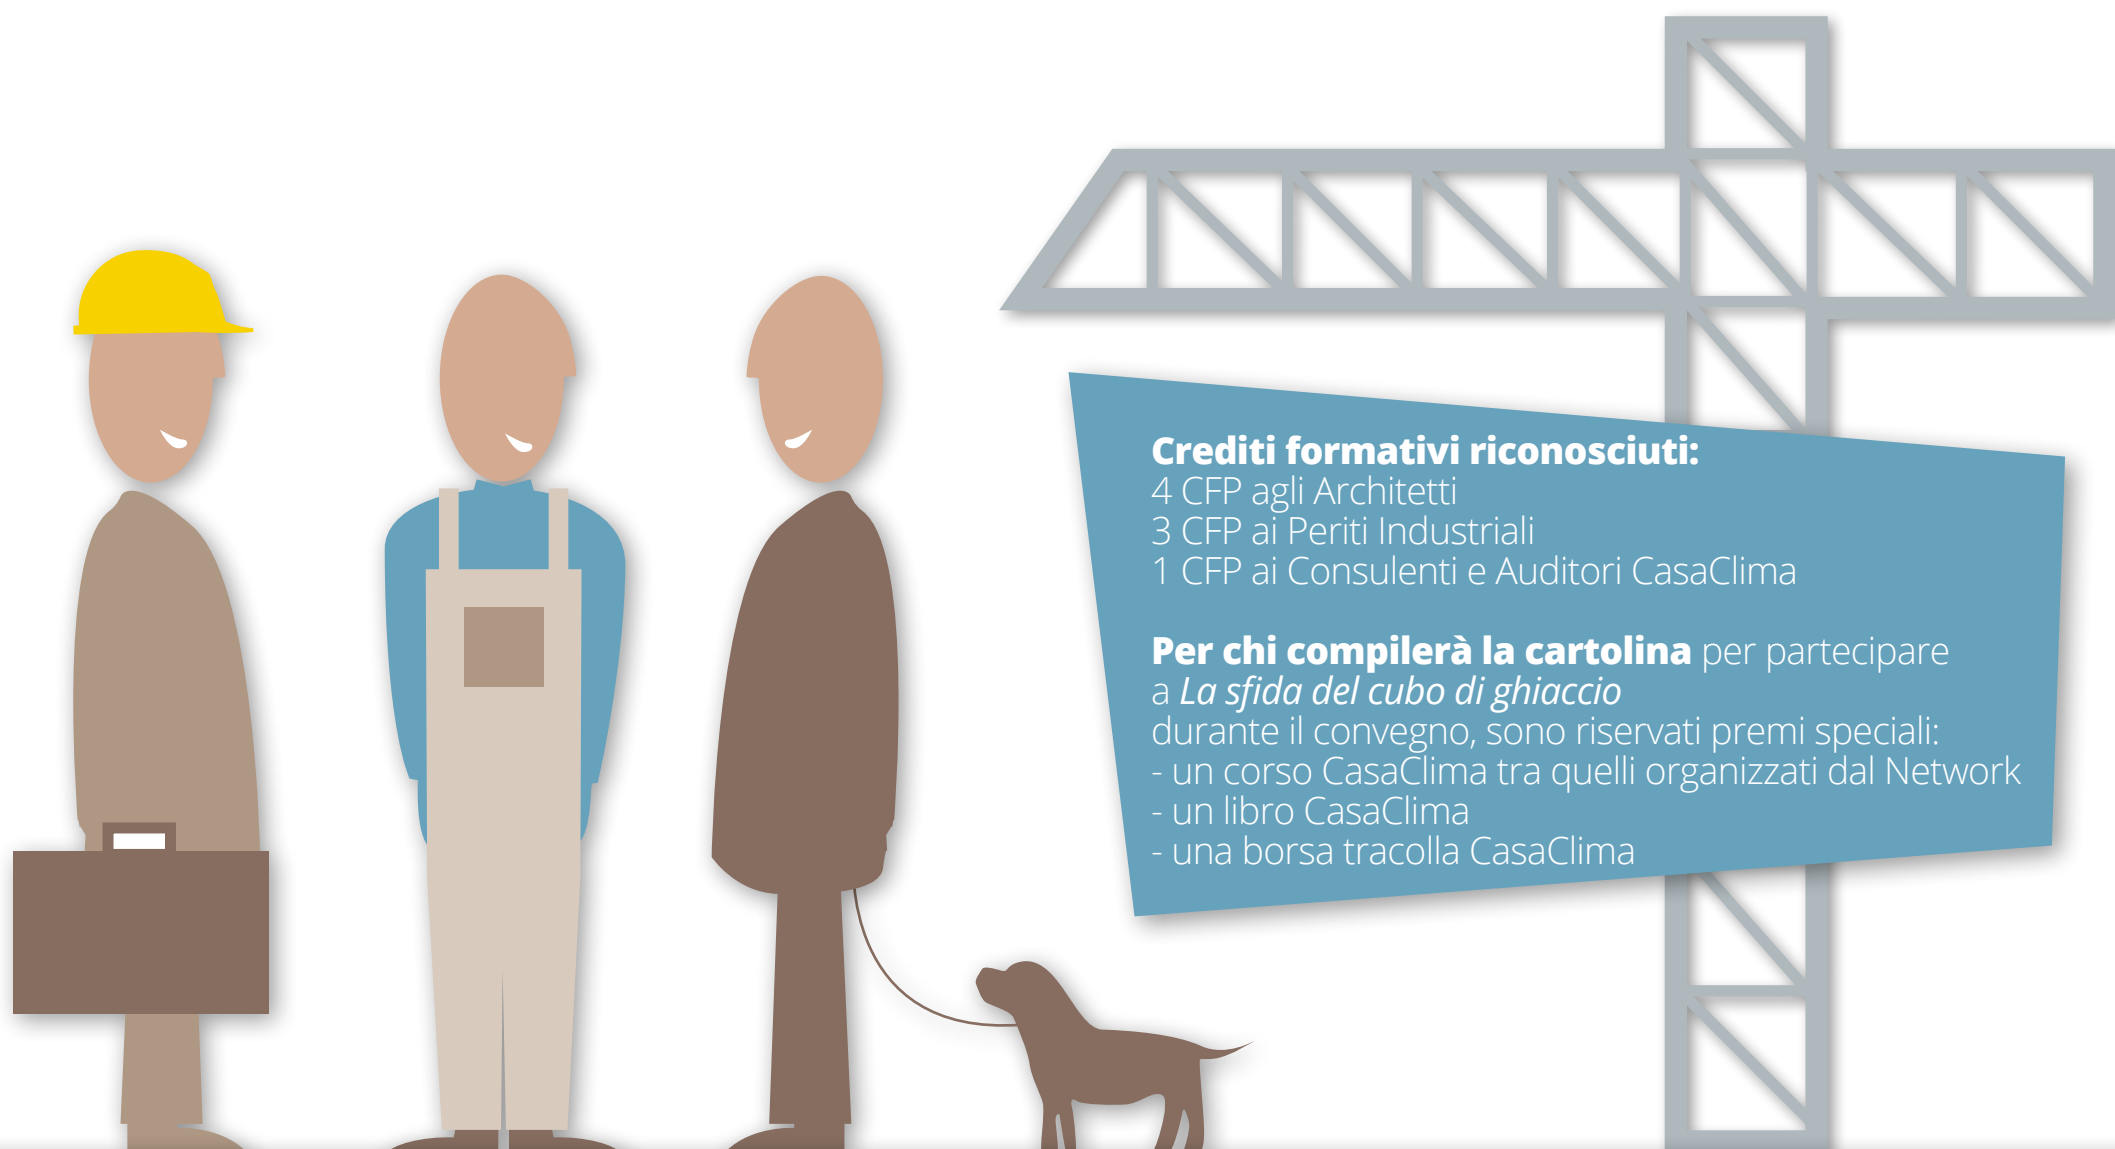 Crediti formativi riconosciuti:
4 CFP agli Architetti
3 CFP ai Periti Industriali
1 CFP ai Consulenti e Auditori CasaClima
Per chi compilerà la cartolina per partecipare
a La sfida del cubo di ghiaccio
durante il convegno, sono riservati premi speciali:
- un corso CasaClima tra quelli organizzati dal Network
- un libro CasaClima
- una borsa tracolla CasaClima